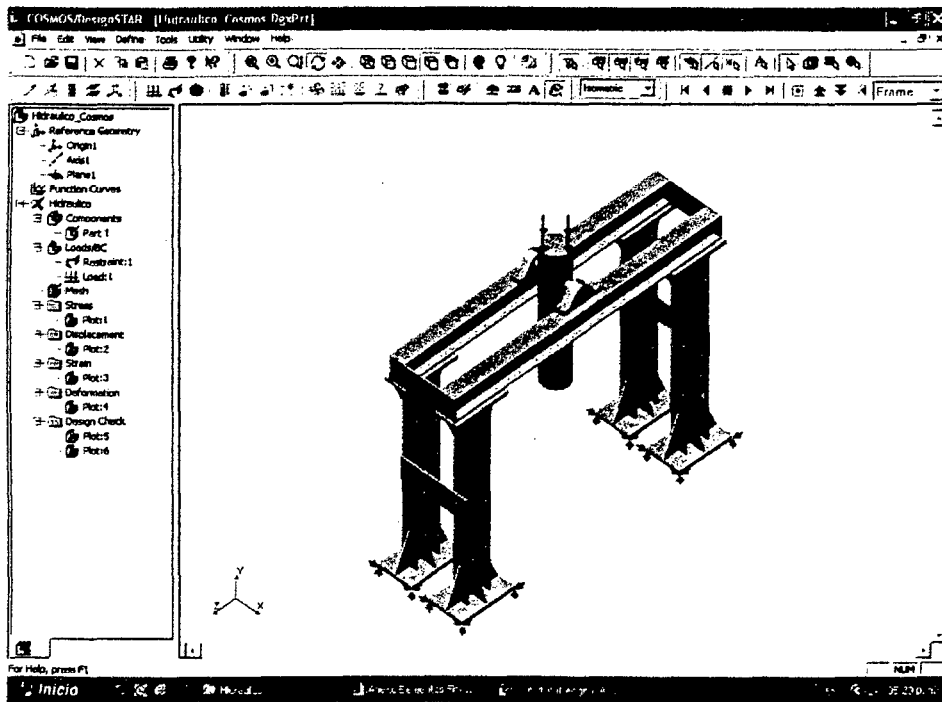 COSMOS/DesignSTAR - [Hidraulico_Cosmos.DgxPrt]
File Edit View Define Tools Utility Window Help
Isometric
Frame
Hidraulico_Cosmos
Reference Geometry
Origin1
Axis1
Plane1
Function Curves
Hidraulico
Components
Part 1
Loads/BC
Restraint:1
Load:1
Mesh
Stress
Plot:1
Displacement
Plot:2
Strain
Plot:3
Deformation
Plot:4
Design Check
Plot:5
Plot:6
Y
Z
X
For Help, press F1
NUM
Inicio